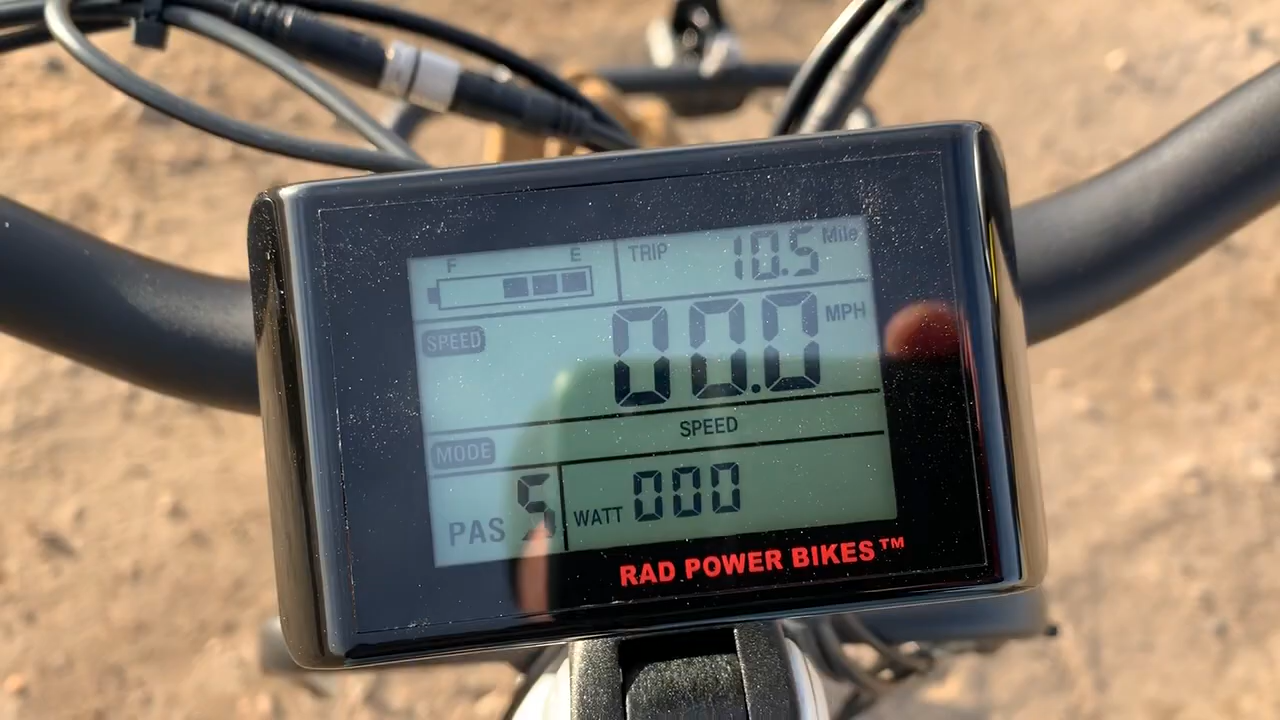 F E
TRIP 10.5 Mile
SPEED 00.0 MPH
SPEED
MODE
PAS 5 WATT 000
RAD POWER BIKES™